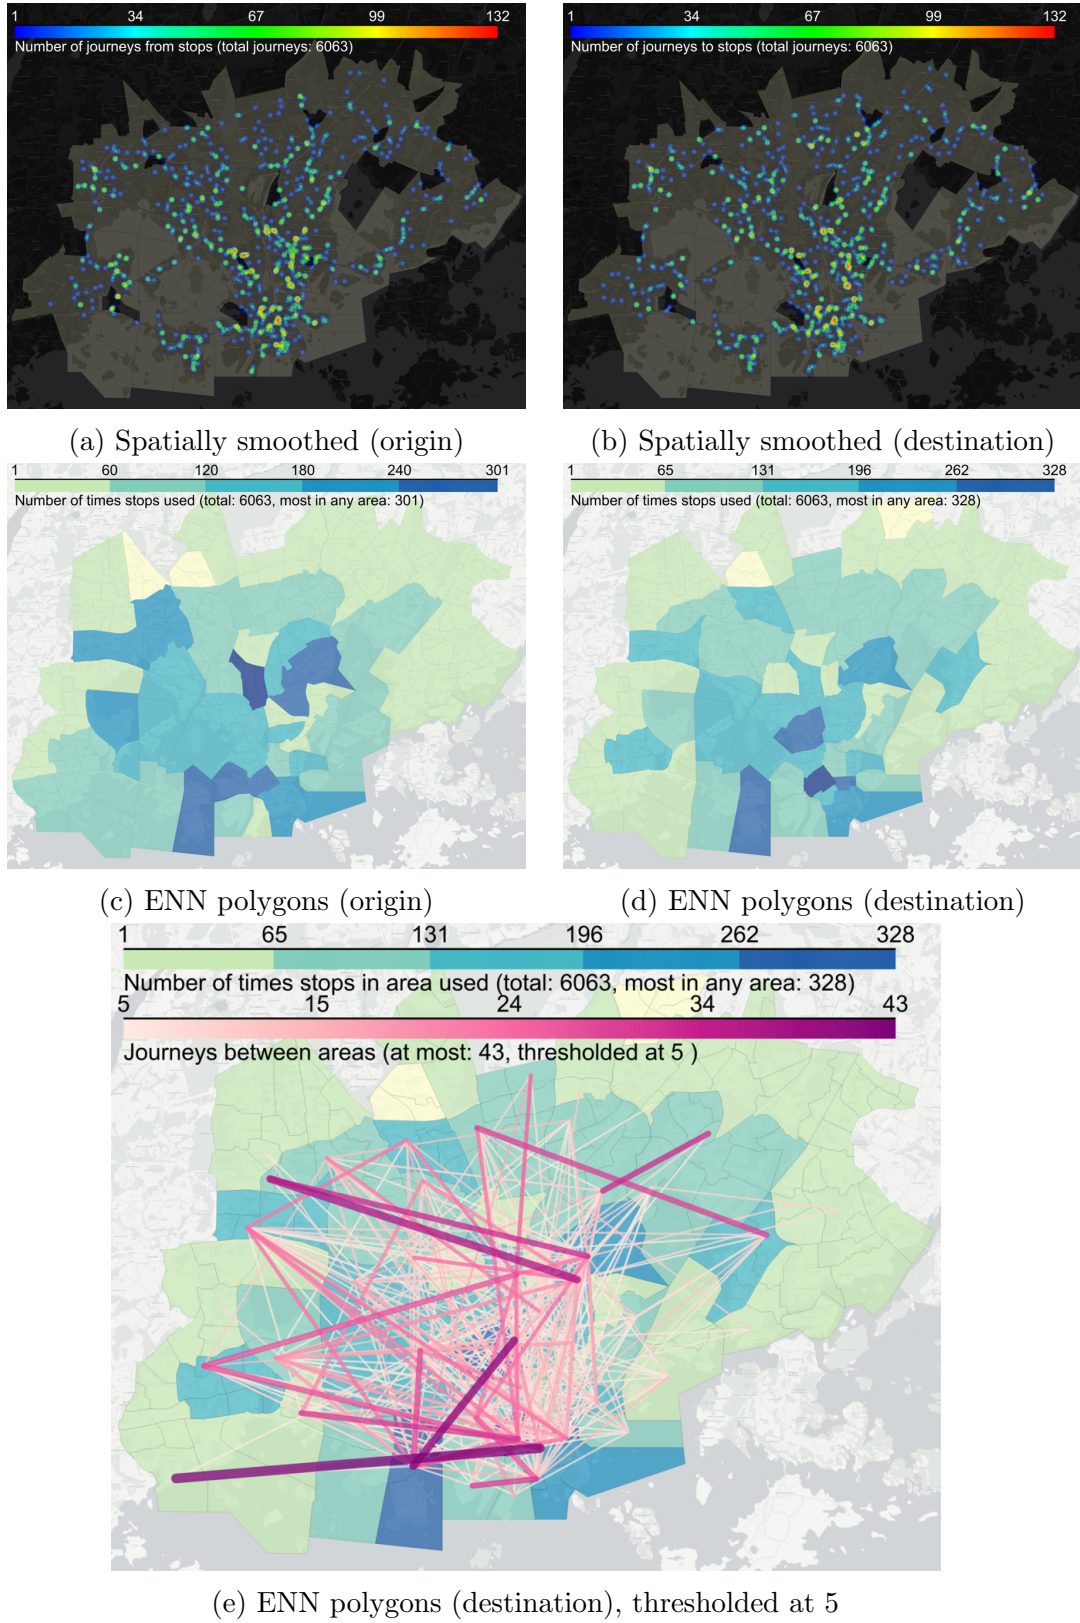 1 34 67 99 132
Number of journeys from stops (total journeys: 6063)
1 34 67 99 132
Number of journeys to stops (total journeys: 6063)
(a) Spatially smoothed (origin)
(b) Spatially smoothed (destination)
1 60 120 180 240 301
Number of times stops used (total: 6063, most in any area: 301)
1 65 131 196 262 328
Number of times stops used (total: 6063, most in any area: 328)
(c) ENN polygons (origin)
(d) ENN polygons (destination)
1 65 131 196 262 328
Number of times stops in area used (total: 6063, most in any area: 328)
5 15 24 34 43
Journeys between areas (at most: 43, thresholded at 5 )
(e) ENN polygons (destination), thresholded at 5